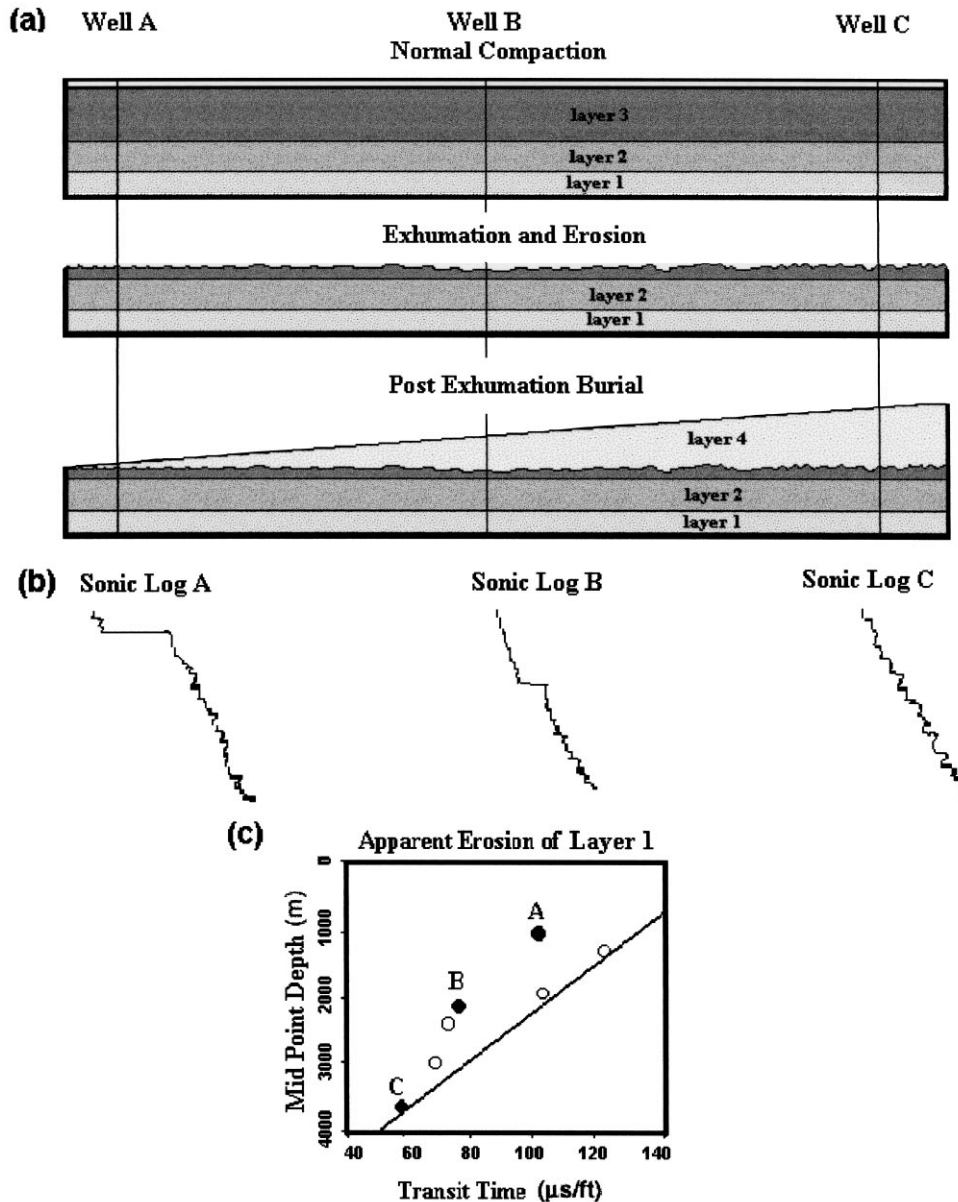 (a) Well A Well B Well C
Normal Compaction
layer 3
layer 2
layer 1
Exhumation and Erosion
layer 2
layer 1
Post Exhumation Burial
layer 4
layer 2
layer 1
(b) Sonic Log A Sonic Log B Sonic Log C
(c) Apparent Erosion of Layer 1
Mid Point Depth (m)
0
1000
2000
3000
4000
A
B
C
40 60 80 100 120 140
Transit Time (µs/ft)